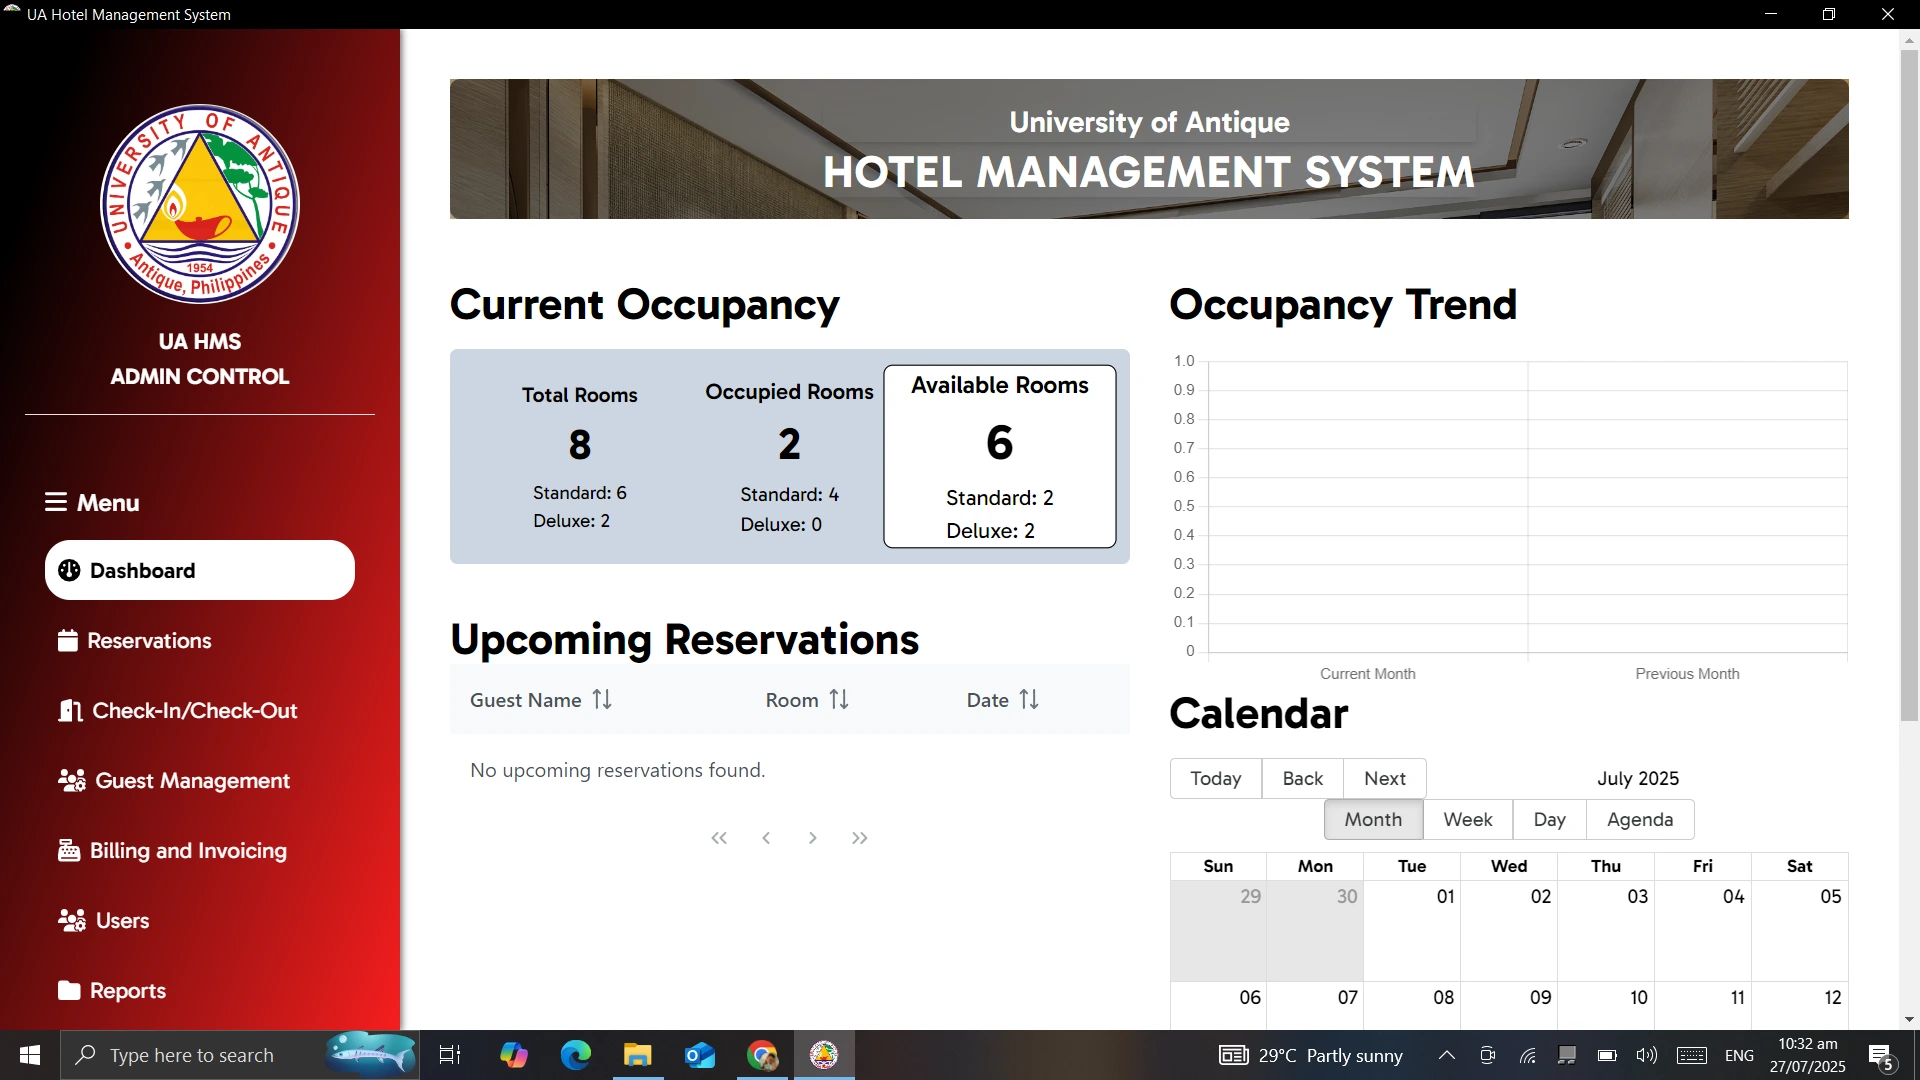 UA Hotel Management System
UNIVERSITY OF ANTIQUE
1954
Antique, Philippines
UA HMS
ADMIN CONTROL
Menu
Dashboard
Reservations
Check-In/Check-Out
Guest Management
Billing and Invoicing
Users
Reports
University of Antique
HOTEL MANAGEMENT SYSTEM
Current Occupancy
Total Rooms
8
Standard: 6
Deluxe: 2
Occupied Rooms
2
Standard: 4
Deluxe: 0
Available Rooms
6
Standard: 2
Deluxe: 2
Upcoming Reservations
Guest Name Room Date
No upcoming reservations found.
Occupancy Trend
1.0
0.9
0.8
0.7
0.6
0.5
0.4
0.3
0.2
0.1
0
Current Month Previous Month
Calendar
Today Back Next July 2025
Month Week Day Agenda
Sun Mon Tue Wed Thu Fri Sat
29 30 01 02 03 04 05
06 07 08 09 10 11 12
Type here to search
29°C Partly sunny
ENG
10:32 am
27/07/2025
5